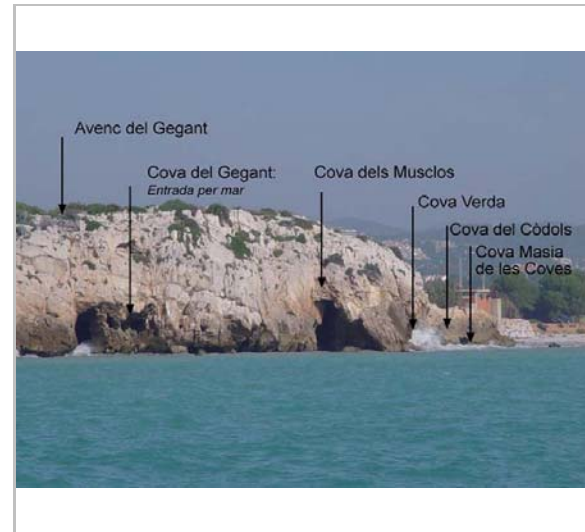 Avenc del Gegant
Cova del Gegant:
Entrada per mar
Cova dels Musclos
Cova Verda
Cova del Còdols
Cova Masia
de les Coves